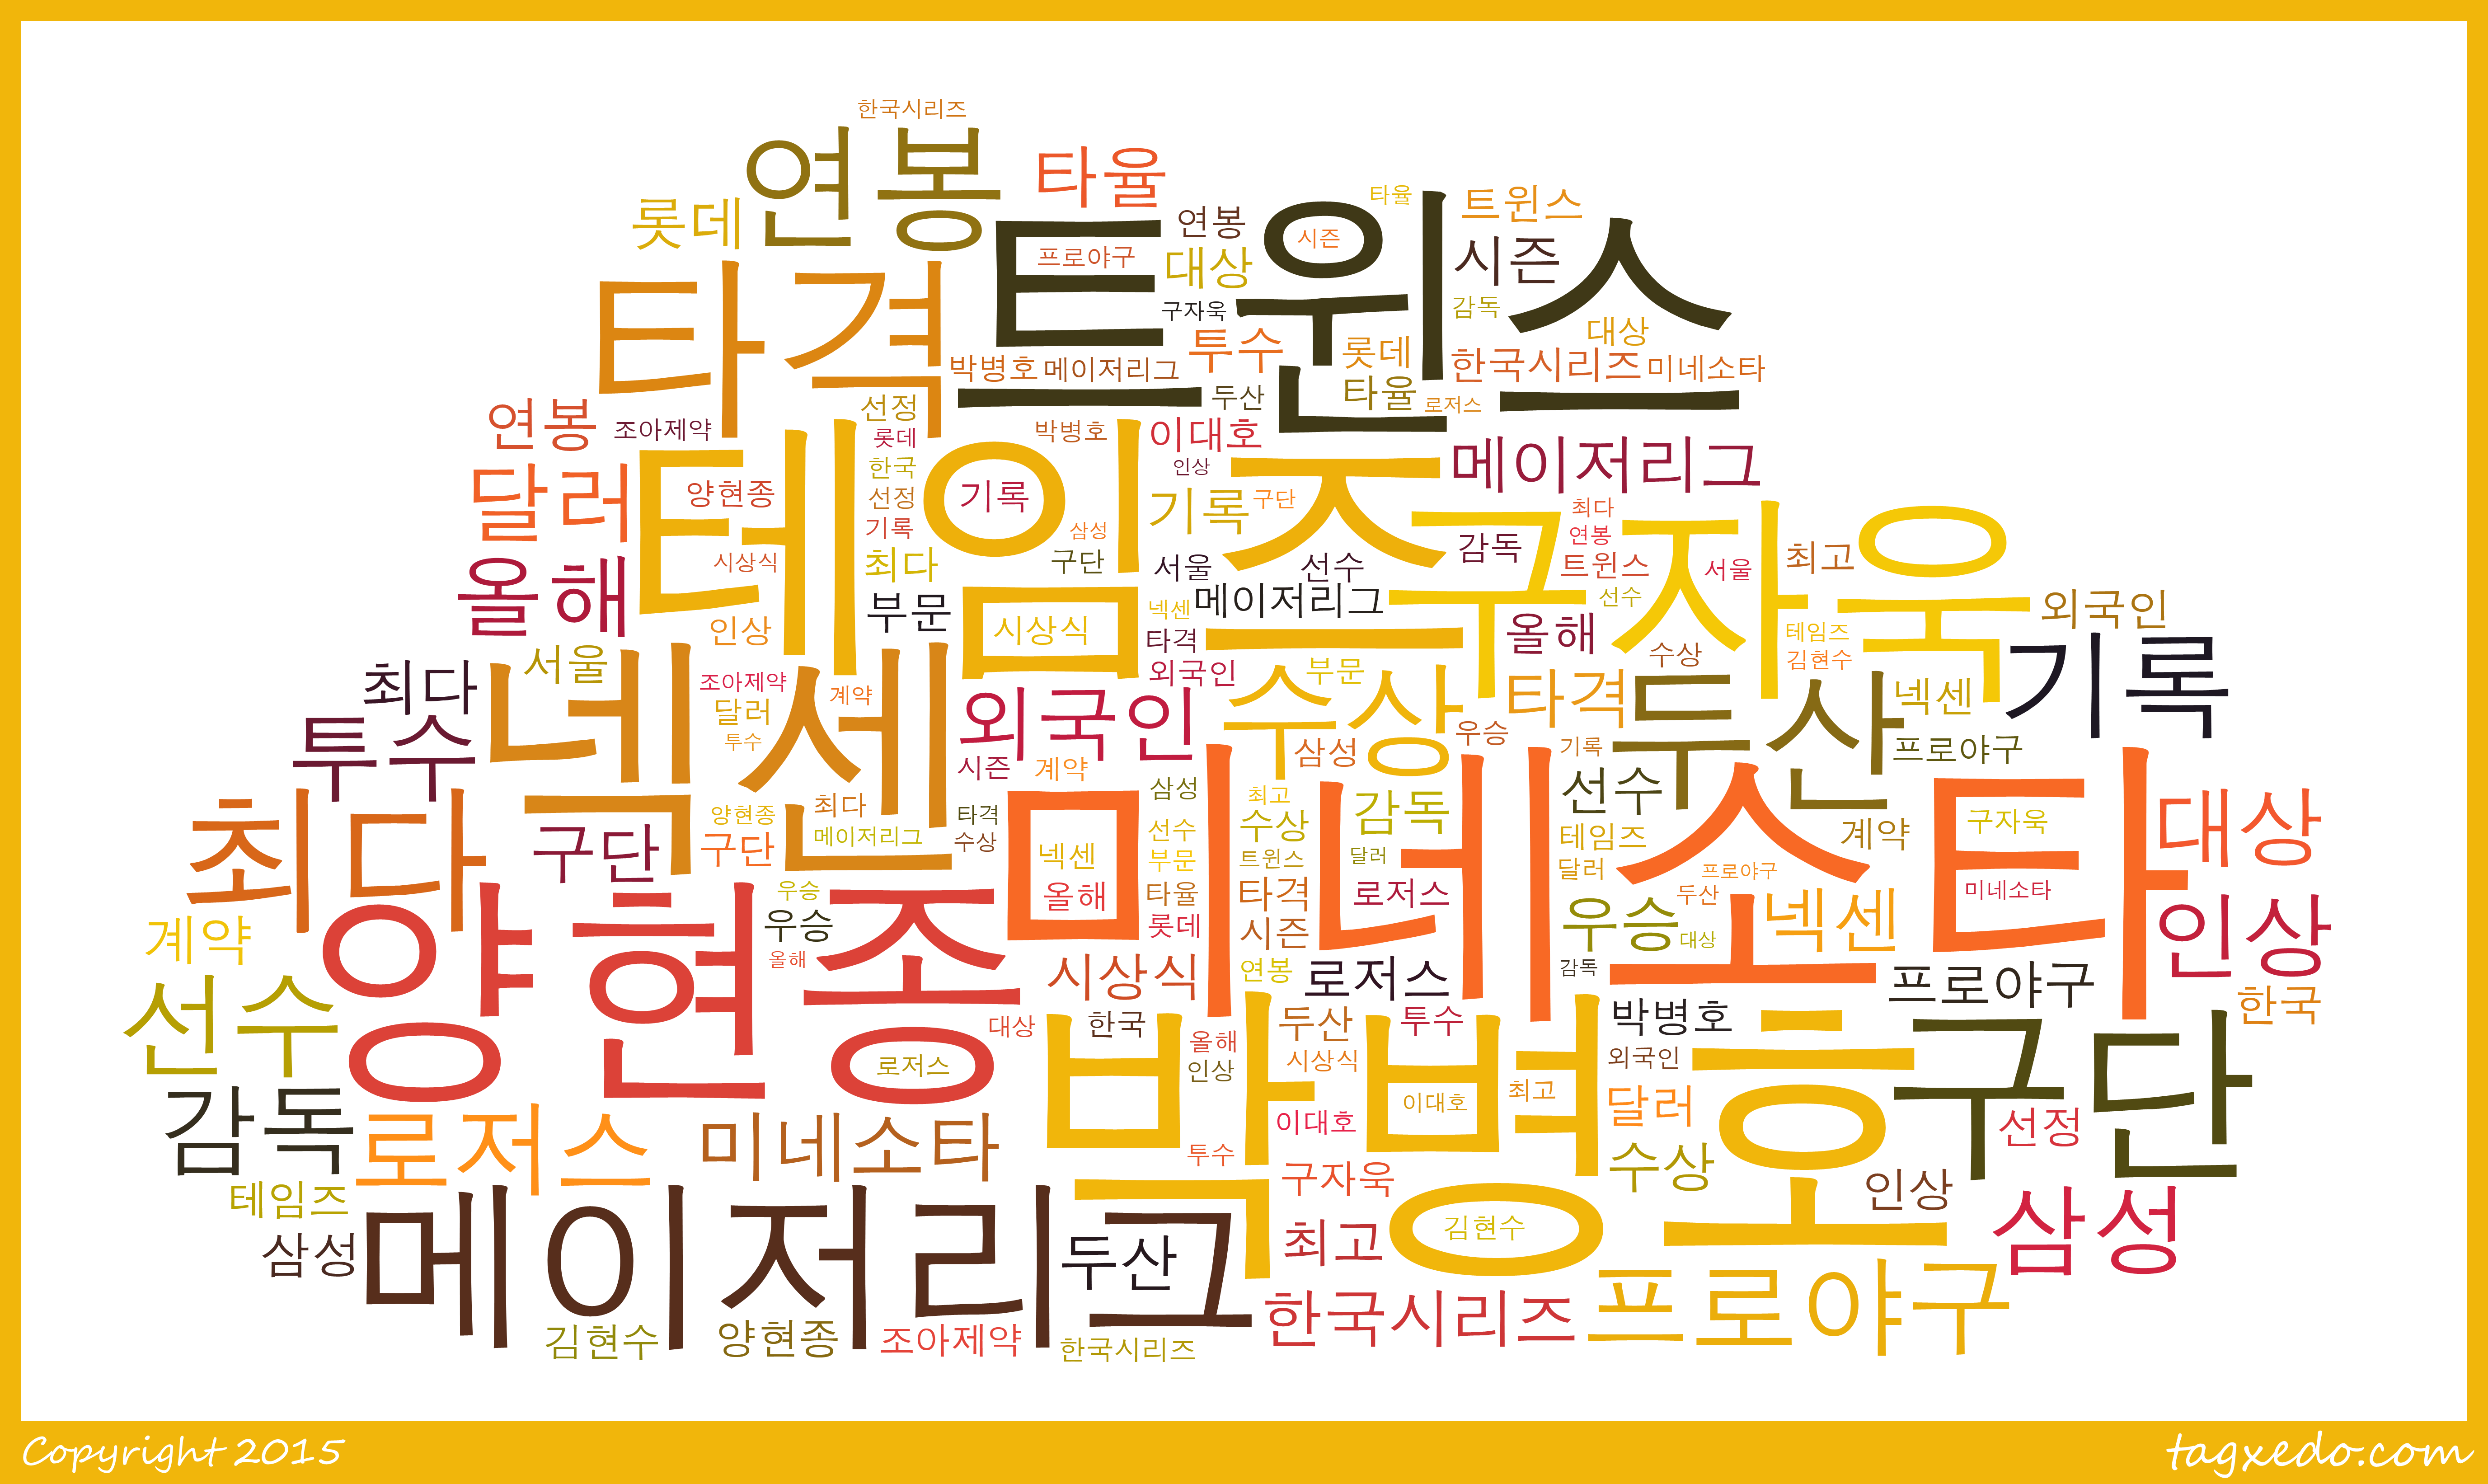 한국시리즈
연봉
타율
롯데
트윈스
타율
트윈스
연봉
시즌
프로야구
대상
시즌
타격
구자욱
감독
대상
투수
롯데
한국시리즈
미네소타
박병호
메이저리그
두산
타율
로저스
연봉
조아제약
선정
롯데
박병호
이대호
메이저리그
테임즈
한국
인상
달러
양현종
선정
기록
기록
구단
최다
구자욱
기록
삼성
연봉
감독
최고
올해
시상식
최다
구단
서울
선수
트윈스
서울
부문
넥센
메이저리그
선수
외국인
인상
시상식
타격
올해
테임즈
기록
서울
외국인
부문
수상
김현수
최다
조아제약
계약
수상
타격
두산
넥센
넥센
달러
외국인
투수
투수
우승
삼성
기록
프로야구
시즌
계약
미네소타
선수
최다
양현종
최다
타격
삼성
최고
감독
구자욱
대상
구단
구단
메이저리그
수상
선수
수상
테임즈
계약
넥센
부문
트윈스
달러
달러
프로야구
양현종
우승
올해
타율
타격
로저스
두산
미네소타
인상
계약
우승
롯데
시즌
우승
넥센
대상
올해
시상식
연봉
로저스
감독
프로야구
선수
한국
대상
한국
올해
두산
투수
박병호
박병호
구단
로저스
인상
시상식
외국인
감독
로저스
미네소타
이대호
이대호
최고
달러
선정
투수
구자욱
수상
인상
테임즈
메이저리그
김현수
삼성
삼성
두산
최고
프로야구
한국시리즈
김현수
양현종
조아제약
한국시리즈
Copyright 2015
tagxedo.com